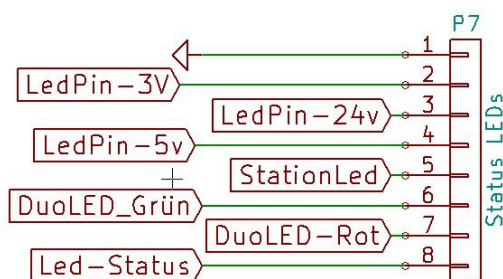 P7
1
LedPin-3V 2
LedPin-24v 3
LedPin-5v 4
StationLed 5
DuoLED_Grün 6
DuoLED-Rot 7
Led-Status 8
Status LEDs